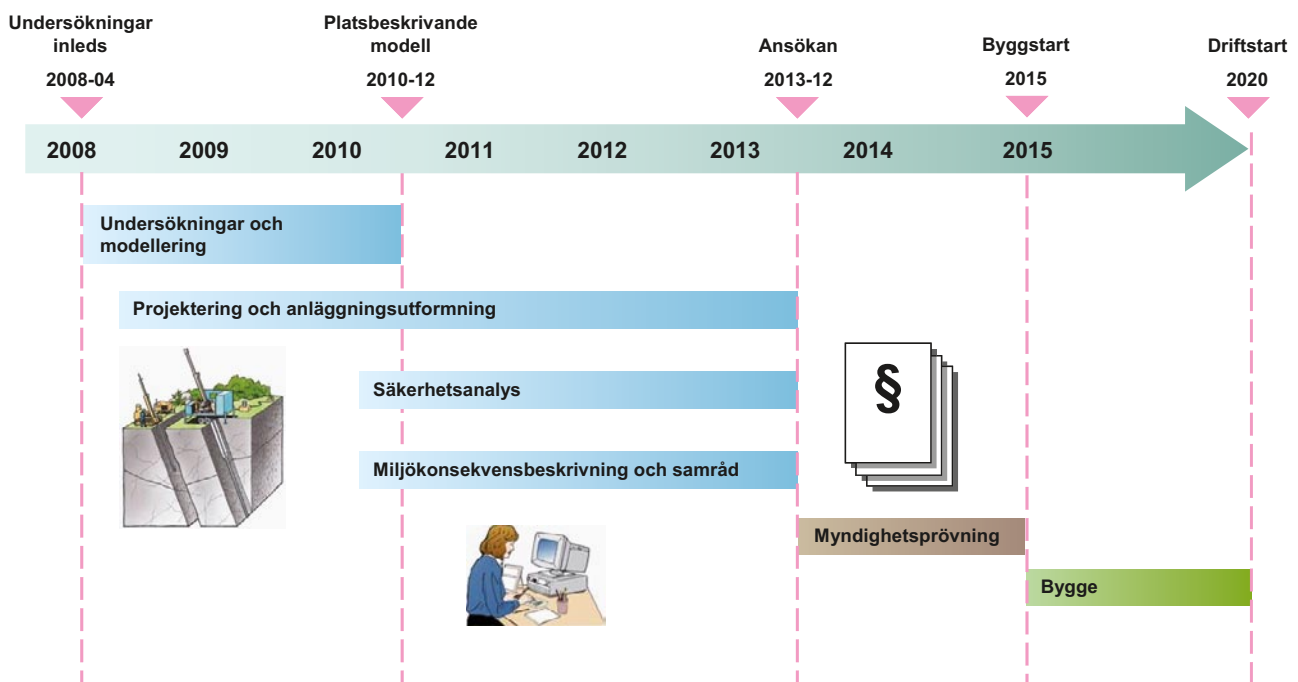 Undersökningar
inleds
2008-04
Platsbeskrivande
modell
2010-12
Ansökan
2013-12
Byggstart
2015
Driftstart
2020
2008 2009 2010 2011 2012 2013 2014 2015
Undersökningar och
modellering
Projektering och anläggningsutformning
Säkerhetsanalys
§
Miljökonsekvensbeskrivning och samråd
Myndighetsprövning
Bygge